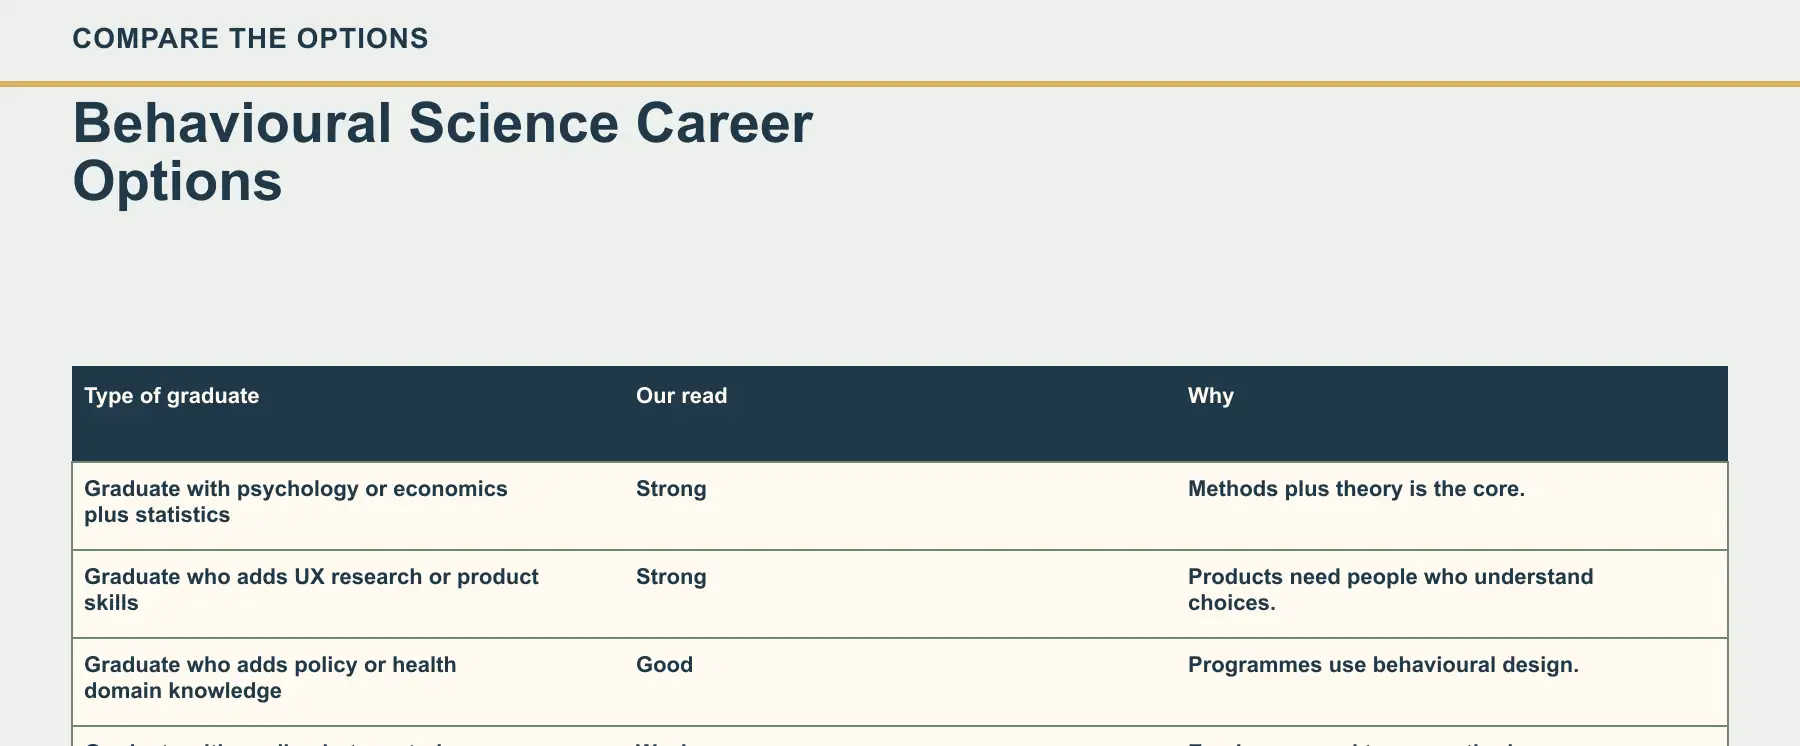 COMPARE THE OPTIONS
Behavioural Science Career
Options
Type of graduate
Our read
Why
Graduate with psychology or economics
plus statistics
Strong
Methods plus theory is the core.
Graduate who adds UX research or product
skills
Strong
Products need people who understand
choices.
Graduate who adds policy or health
domain knowledge
Good
Programmes use behavioural design.